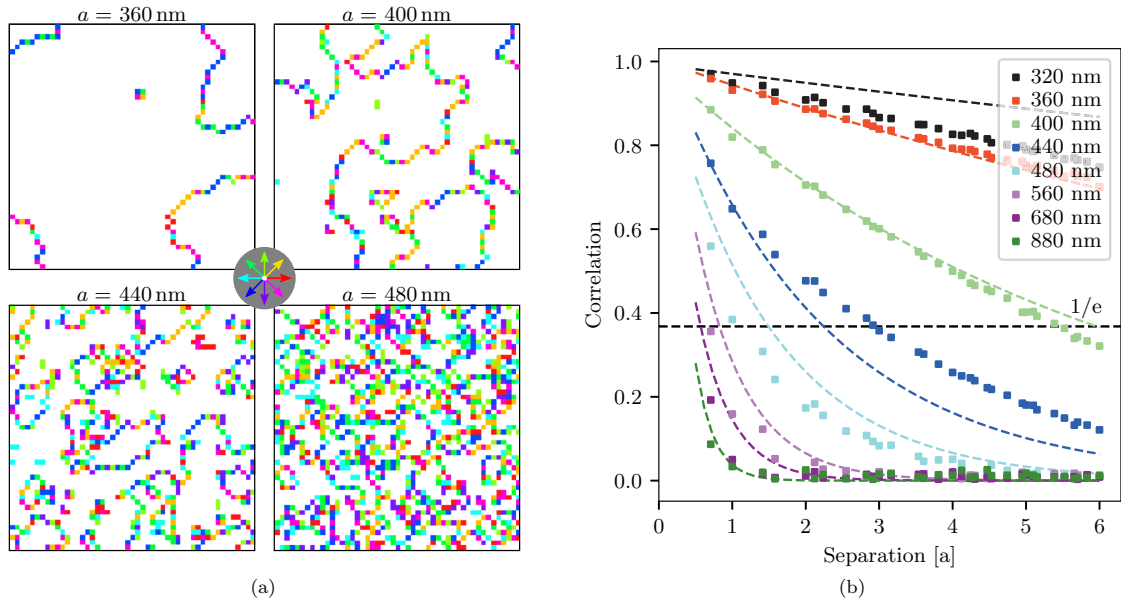 a = 360 nm
a = 400 nm
a = 440 nm
a = 480 nm
(a)
Correlation
1.0
0.8
0.6
0.4
0.2
0.0
320 nm
360 nm
400 nm
440 nm
480 nm
560 nm
680 nm
880 nm
1/e
0
1
2
3
4
5
6
Separation [a]
(b)